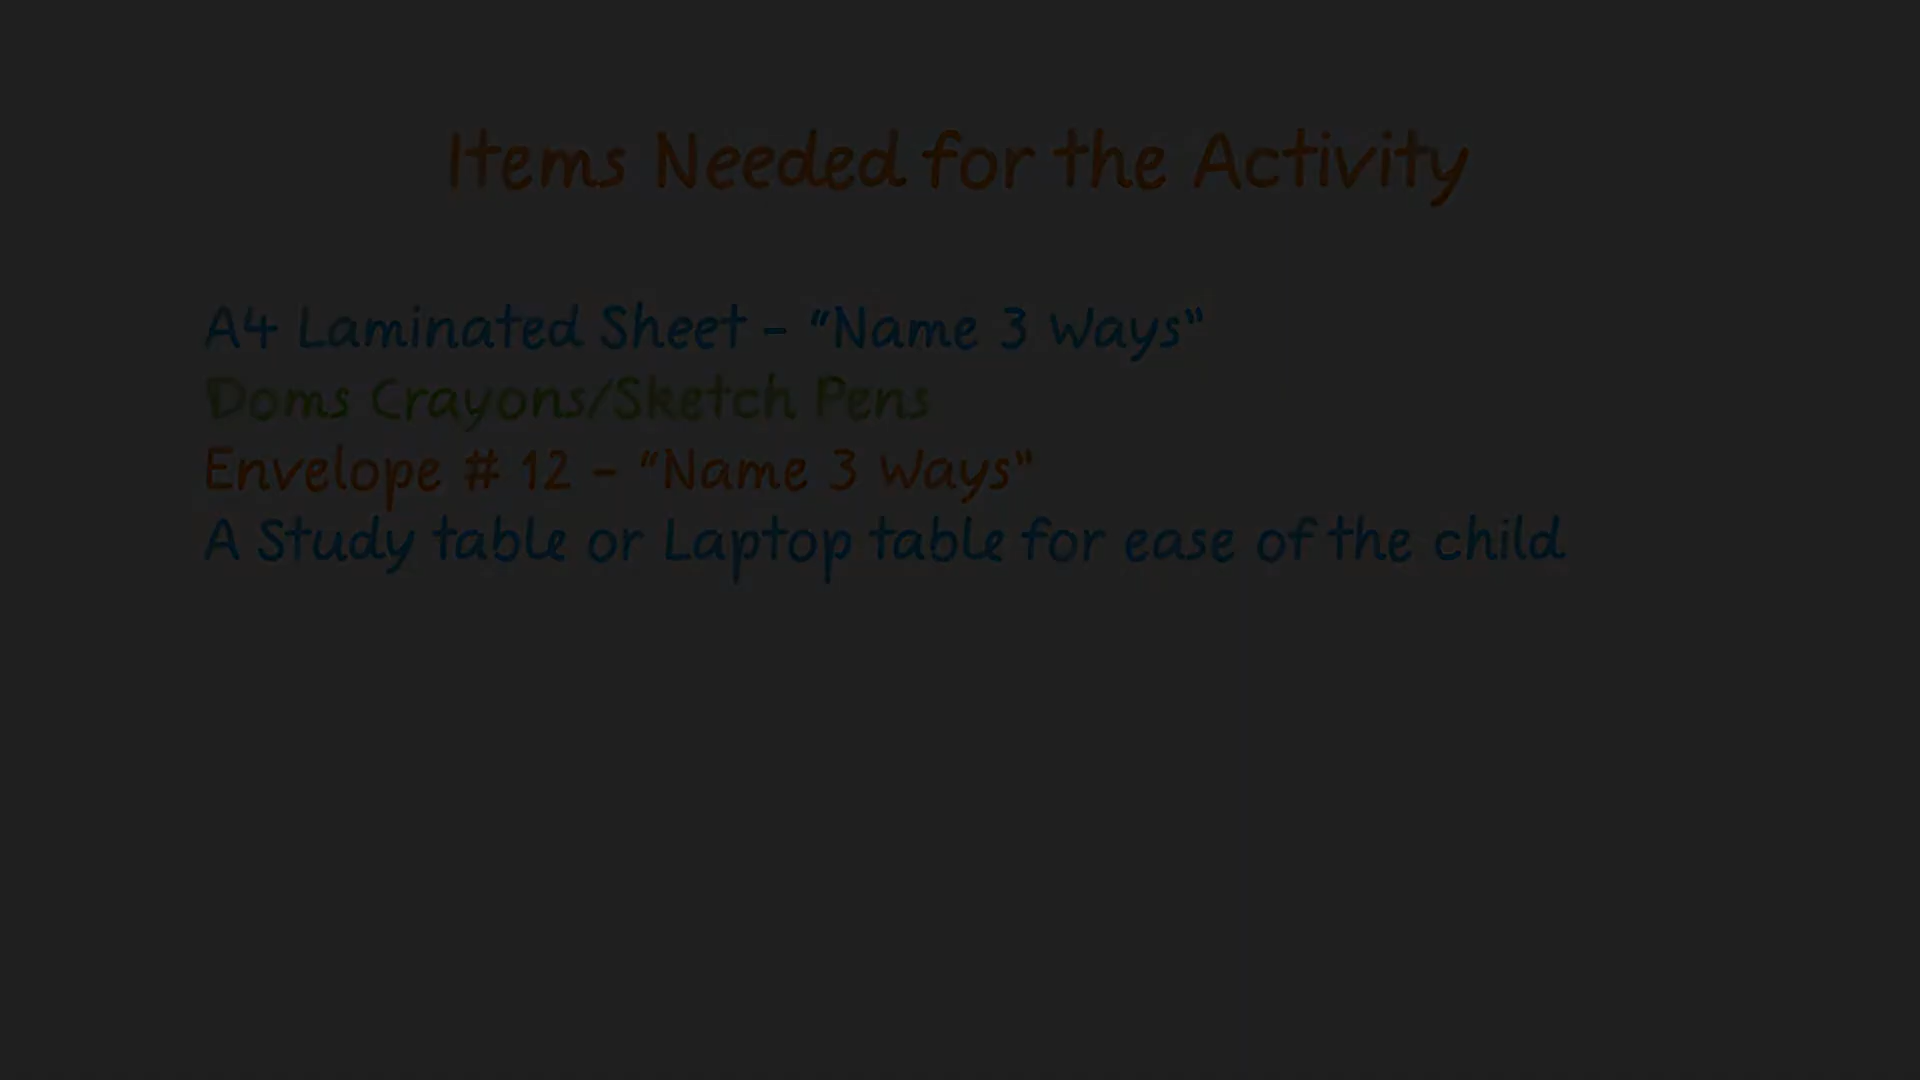 Items Needed for the Activity
A4 Laminated Sheet - “Name 3 Ways"
Doms Crayons/Sketch Pens
Envelope # 12 - “Name 3 Ways"
A Study table or Laptop table for ease of the child